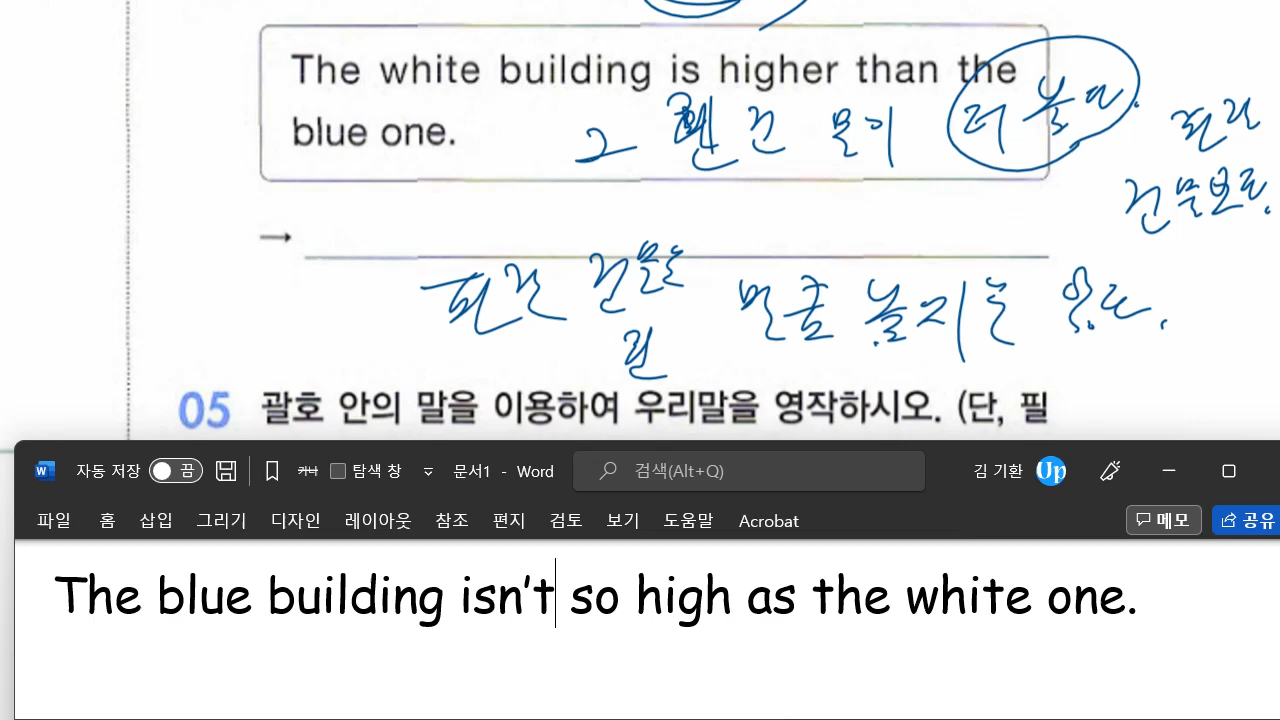 The white building is higher than the
blue one.
그 건물이 더 높다.
파란
건물보다
→
파란 건물은 만큼 높지는 않다.
05 괄호 안의 말을 이용하여 우리말을 영작하시오. (단, 필
자동 저장 끔 가나 탐색 창 문서1 - Word 검색(Alt+Q) 김 기환 Up
파일 홈 삽입 그리기 디자인 레이아웃 참조 편지 검토 보기 도움말 Acrobat 메모 공유
The blue building isn't so high as the white one.